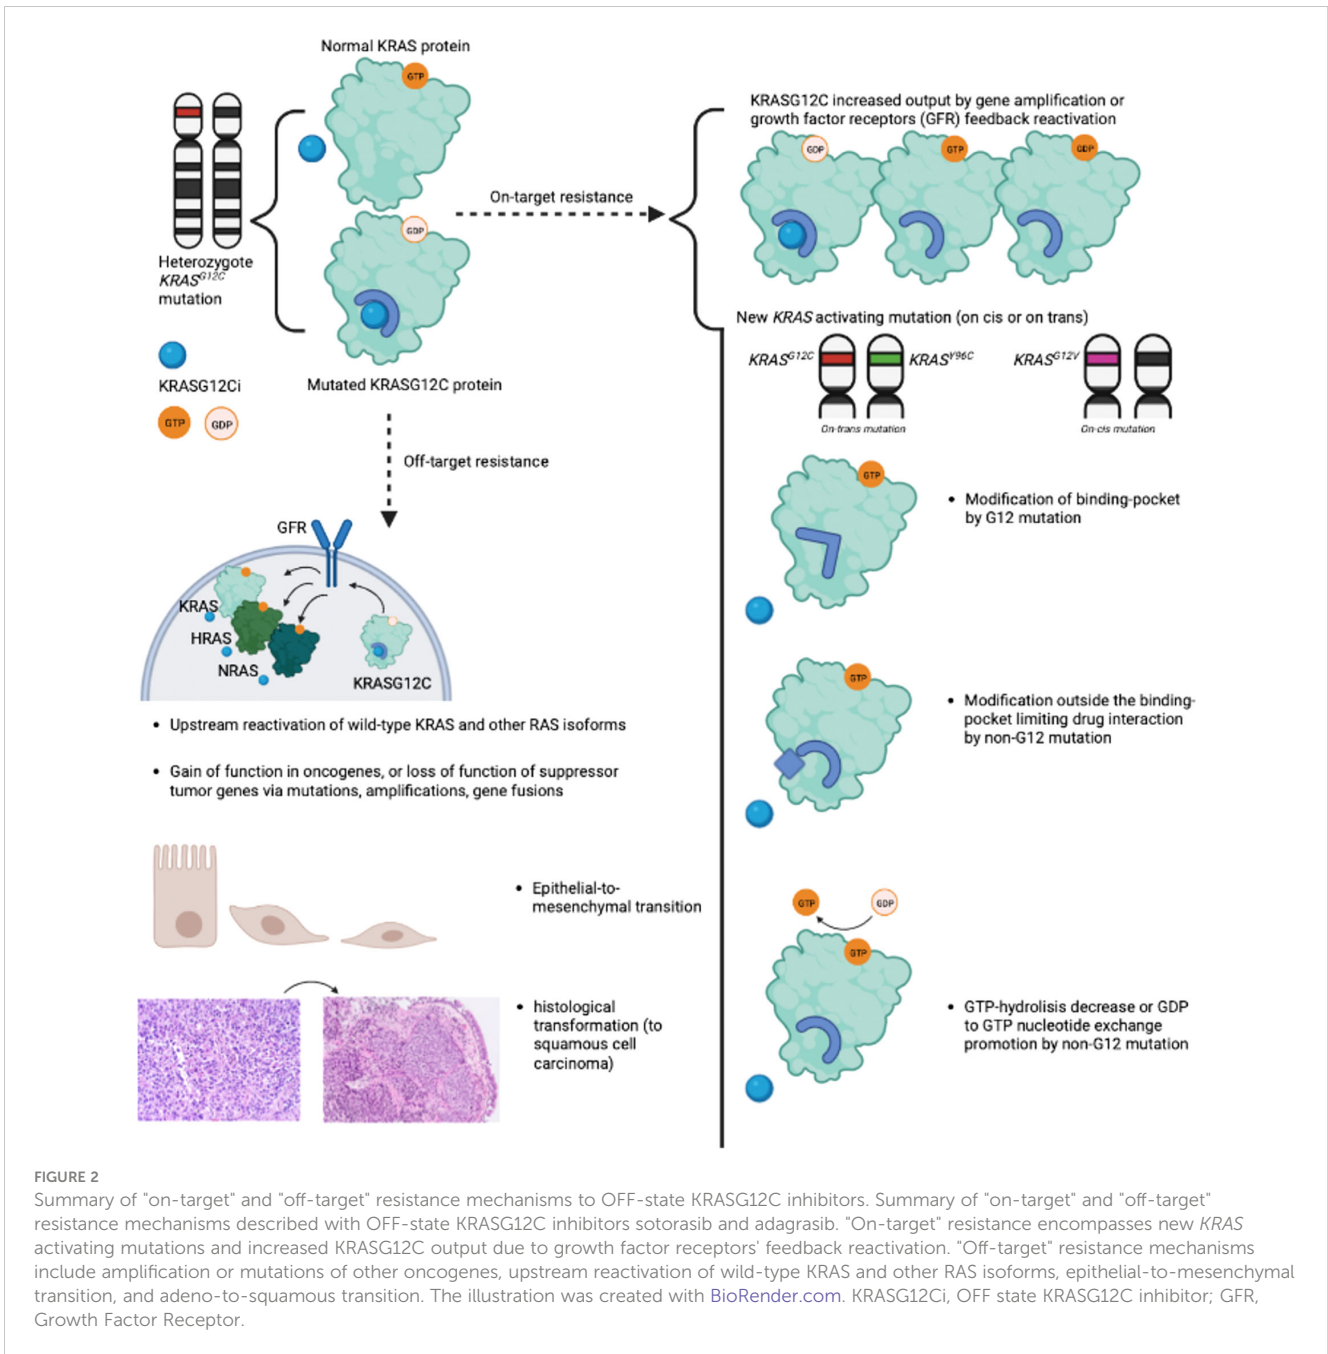 Normal KRAS protein
GTP
Heterozygote
KRASG12C
mutation
GDP
KRASG12Ci
GTP
GDP
Mutated KRASG12C protein
On-target resistance
Off-target resistance
KRASG12C increased output by gene amplification or
growth factor receptors (GFR) feedback reactivation
GDP
GTP
GDP
New KRAS activating mutation (on cis or on trans)
KRASG12C
KRASY96C
KRASG12V
On-trans mutation
On-cis mutation
GTP
• Modification of binding-pocket
by G12 mutation
GTP
• Modification outside the binding-
pocket limiting drug interaction
by non-G12 mutation
GTP
GDP
GTP
• GTP-hydrolisis decrease or GDP
to GTP nucleotide exchange
promotion by non-G12 mutation
GFR
KRAS
HRAS
NRAS
KRASG12C
• Upstream reactivation of wild-type KRAS and other RAS isoforms
• Gain of function in oncogenes, or loss of function of suppressor
tumor genes via mutations, amplifications, gene fusions
• Epithelial-to-
mesenchymal transition
• histological
transformation (to
squamous cell
carcinoma)
FIGURE 2
Summary of "on-target" and "off-target" resistance mechanisms to OFF-state KRASG12C inhibitors. Summary of "on-target" and "off-target"
resistance mechanisms described with OFF-state KRASG12C inhibitors sotorasib and adagrasib. "On-target" resistance encompasses new KRAS
activating mutations and increased KRASG12C output due to growth factor receptors' feedback reactivation. "Off-target" resistance mechanisms
include amplification or mutations of other oncogenes, upstream reactivation of wild-type KRAS and other RAS isoforms, epithelial-to-mesenchymal
transition, and adeno-to-squamous transition. The illustration was created with BioRender.com. KRASG12Ci, OFF state KRASG12C inhibitor; GFR,
Growth Factor Receptor.